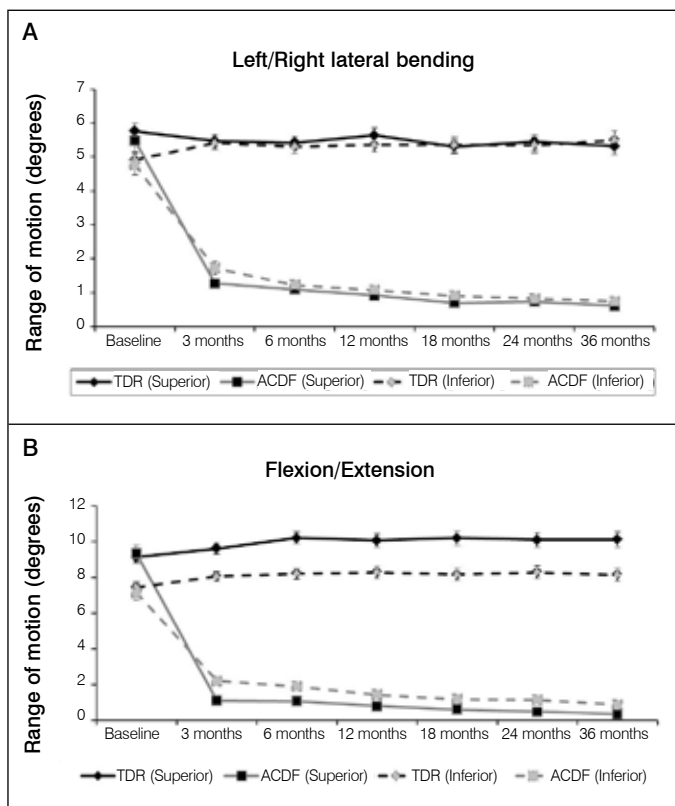 A
Left/Right lateral bending
Range of motion (degrees)
7
6
5
4
3
2
1
0
Baseline 3 months 6 months 12 months 18 months 24 months 36 months
TDR (Superior) ACDF (Superior) TDR (Inferior) ACDF (Inferior)
B
Flexion/Extension
Range of motion (degrees)
12
10
8
6
4
2
0
Baseline 3 months 6 months 12 months 18 months 24 months 36 months
TDR (Superior) ACDF (Superior) TDR (Inferior) ACDF (Inferior)